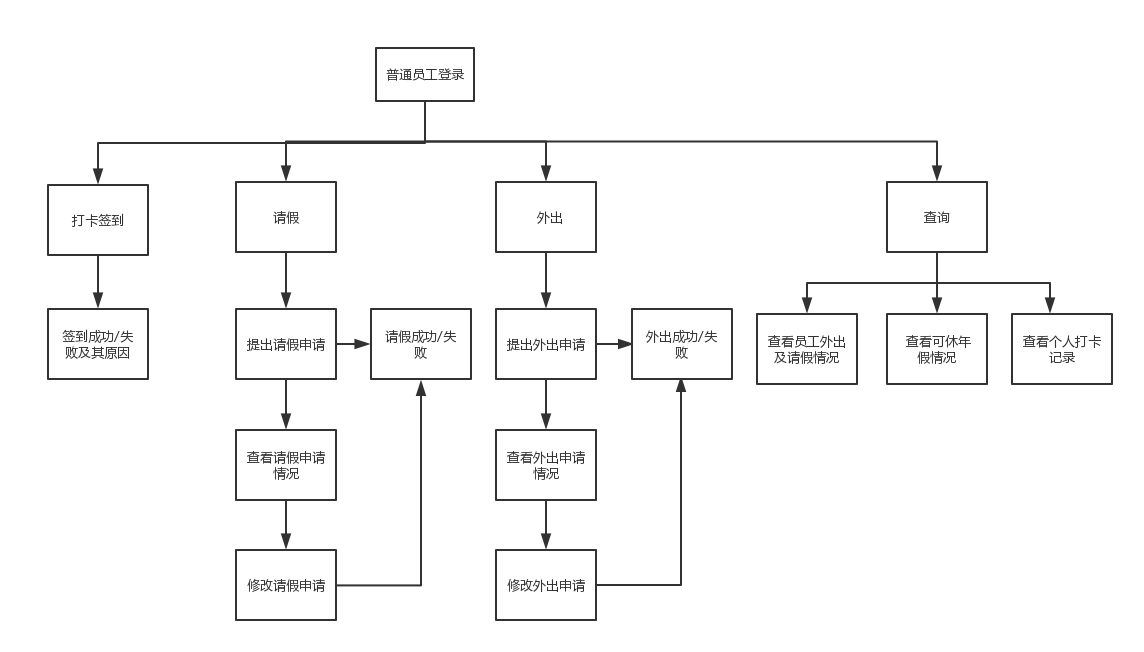 普通员工登录
打卡签到
请假
外出
查询
签到成功/失
败及其原因
提出请假申请
请假成功/失
败
提出外出申请
外出成功/失
败
查看员工外出
及请假情况
查看可休年
假情况
查看个人打卡
记录
查看请假申请
情况
查看外出申请
情况
修改请假申请
修改外出申请